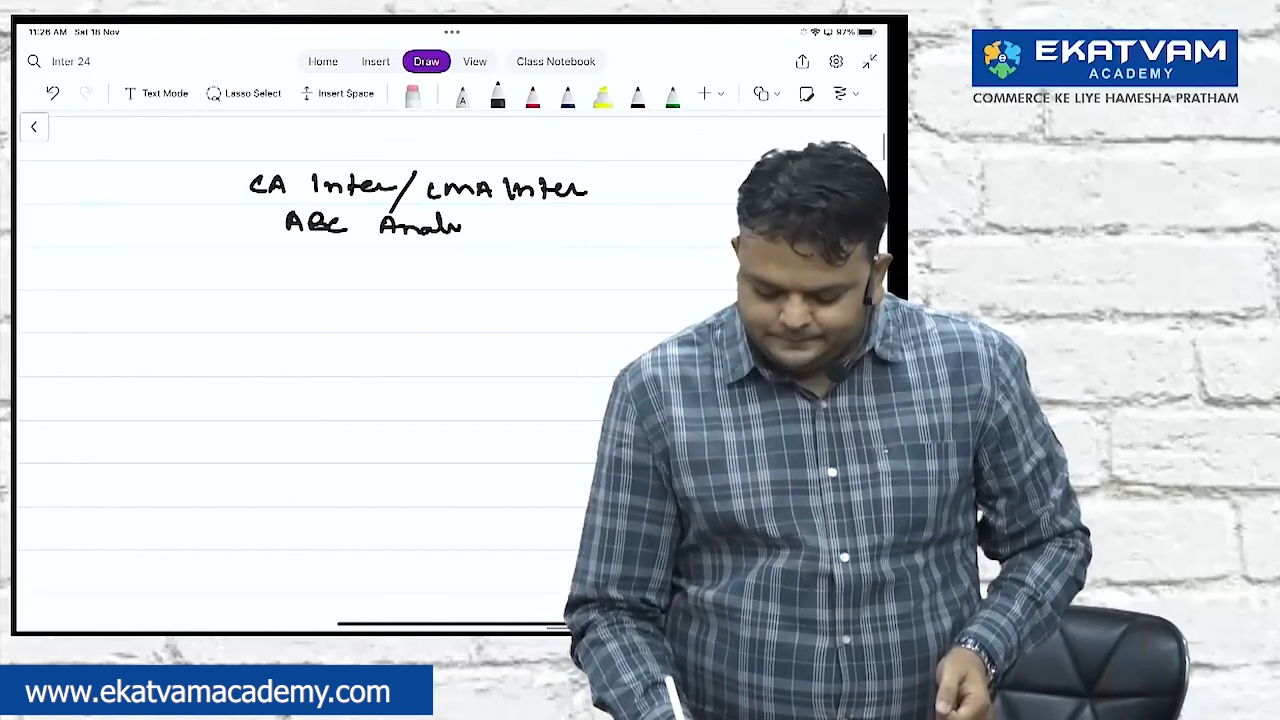 11:26 AM Sat 18 Nov
97%
Inter 24
Home Insert Draw View Class Notebook
Text Mode Lasso Select Insert Space
CA Inter/CMA Inter
ABC Analy
EKATVAM
ACADEMY
COMMERCE KE LIYE HAMESHA PRATHAM
www.ekatvamacademy.com